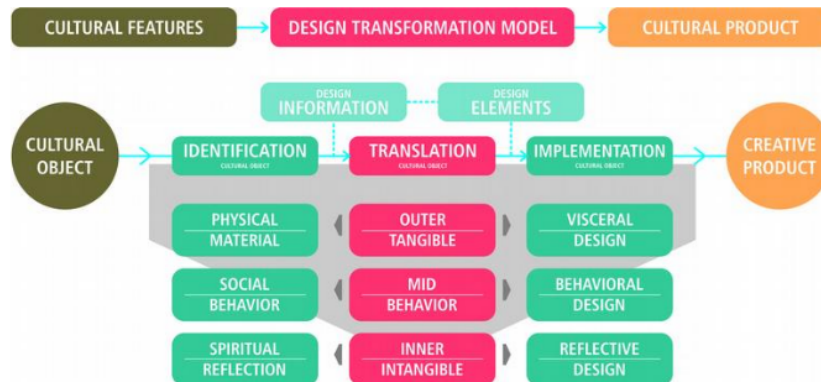 CULTURAL FEATURES
DESIGN TRANSFORMATION MODEL
CULTURAL PRODUCT
DESIGN
INFORMATION
DESIGN
ELEMENTS
CULTURAL
OBJECT
IDENTIFICATION
CULTURAL OBJECT
TRANSLATION
CULTURAL OBJECT
IMPLEMENTATION
CULTURAL OBJECT
CREATIVE
PRODUCT
PHYSICAL
MATERIAL
OUTER
TANGIBLE
VISCERAL
DESIGN
SOCIAL
BEHAVIOR
MID
BEHAVIOR
BEHAVIORAL
DESIGN
SPIRITUAL
REFLECTION
INNER
INTANGIBLE
REFLECTIVE
DESIGN